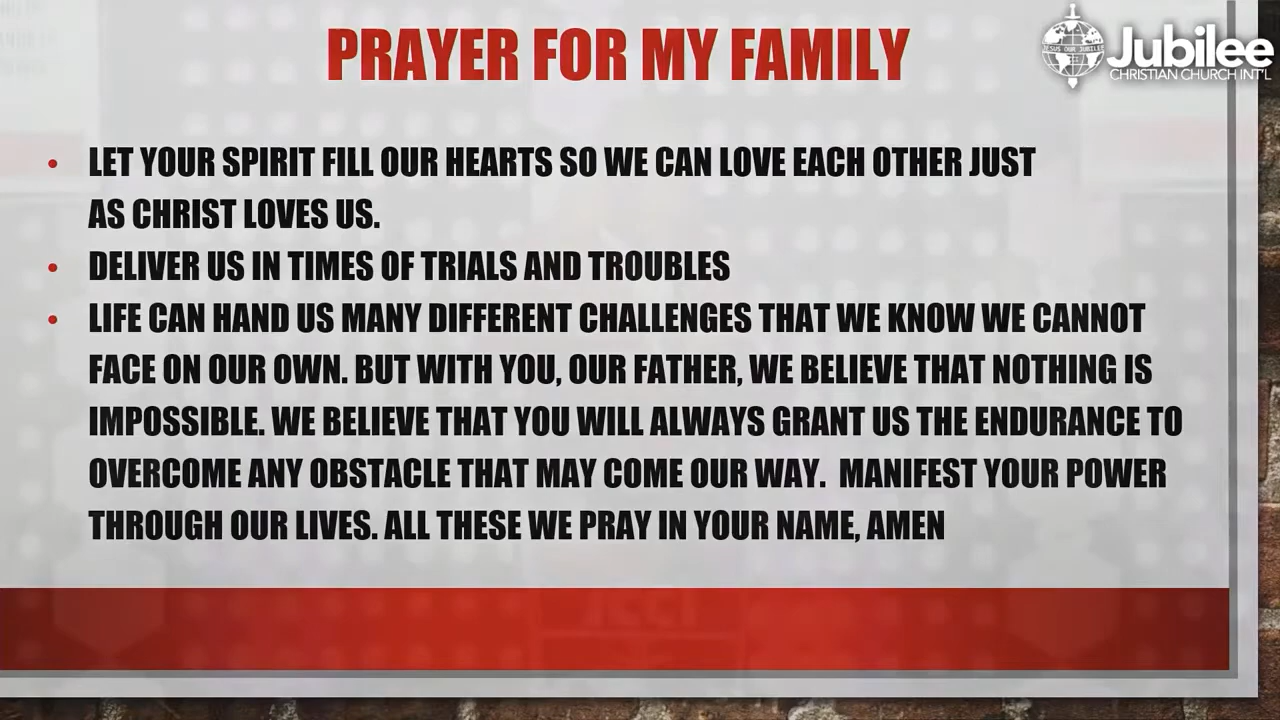 PRAYER FOR MY FAMILY
JESUS OUR JUBILEE
Jubilee
CHRISTIAN CHURCH INT'L
• LET YOUR SPIRIT FILL OUR HEARTS SO WE CAN LOVE EACH OTHER JUST
AS CHRIST LOVES US.
• DELIVER US IN TIMES OF TRIALS AND TROUBLES
• LIFE CAN HAND US MANY DIFFERENT CHALLENGES THAT WE KNOW WE CANNOT
FACE ON OUR OWN. BUT WITH YOU, OUR FATHER, WE BELIEVE THAT NOTHING IS
IMPOSSIBLE. WE BELIEVE THAT YOU WILL ALWAYS GRANT US THE ENDURANCE TO
OVERCOME ANY OBSTACLE THAT MAY COME OUR WAY.  MANIFEST YOUR POWER
THROUGH OUR LIVES. ALL THESE WE PRAY IN YOUR NAME, AMEN